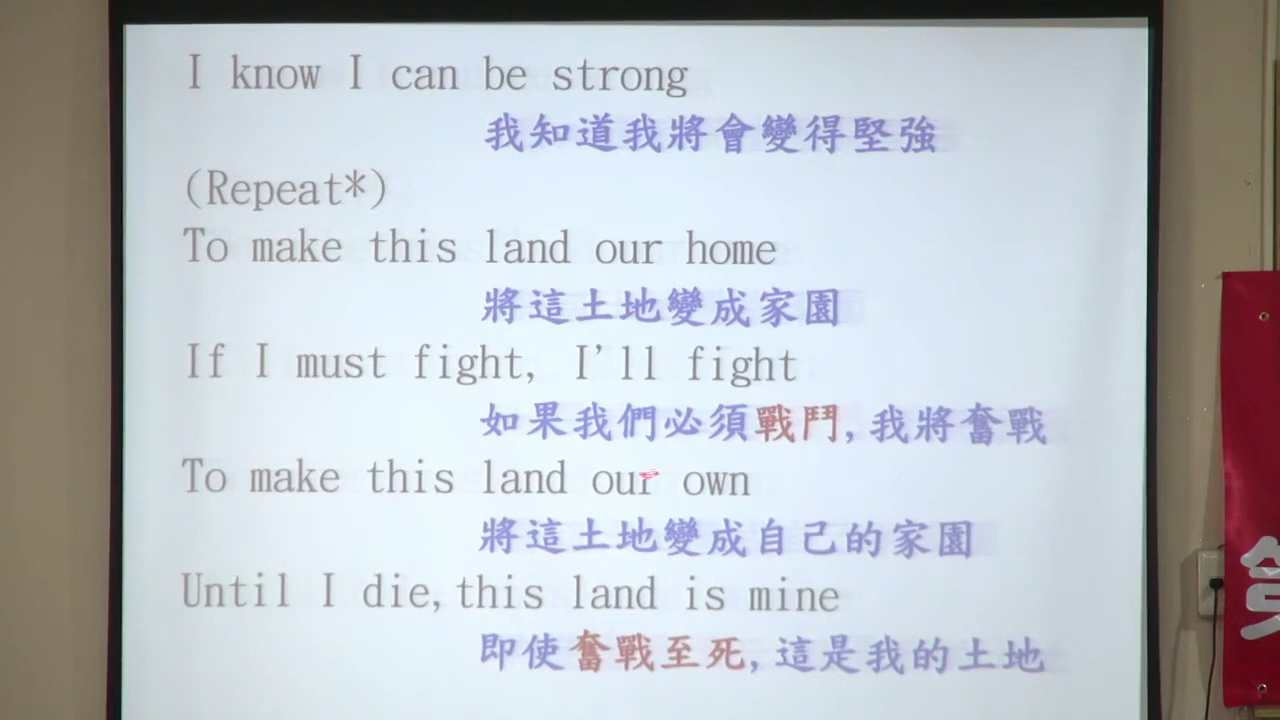 I know I can be strong
我知道我將會變得堅強
(Repeat*)
To make this land our home
將這土地變成家園
If I must fight, I'll fight
如果我們必須戰鬥,我將奮戰
To make this land our own
將這土地變成自己的家園
Until I die,this land is mine
即使奮戰至死,這是我的土地